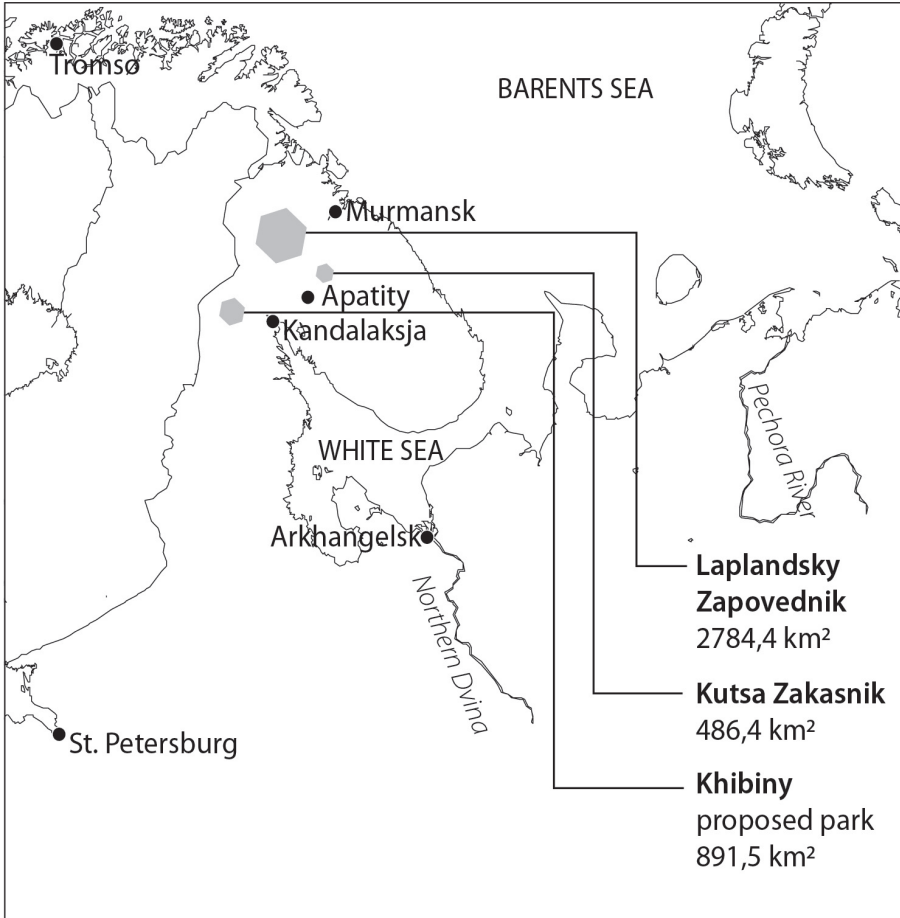 Tromsø
BARENTS SEA
Murmansk
Apatity
Kandalaksja
Pechora River
WHITE SEA
Arkhangelsk
Northern Dvina
Laplandsky
Zapovednik
2784,4 km²
Kutsa Zakasnik
486,4 km²
St. Petersburg
Khibiny
proposed park
891,5 km²